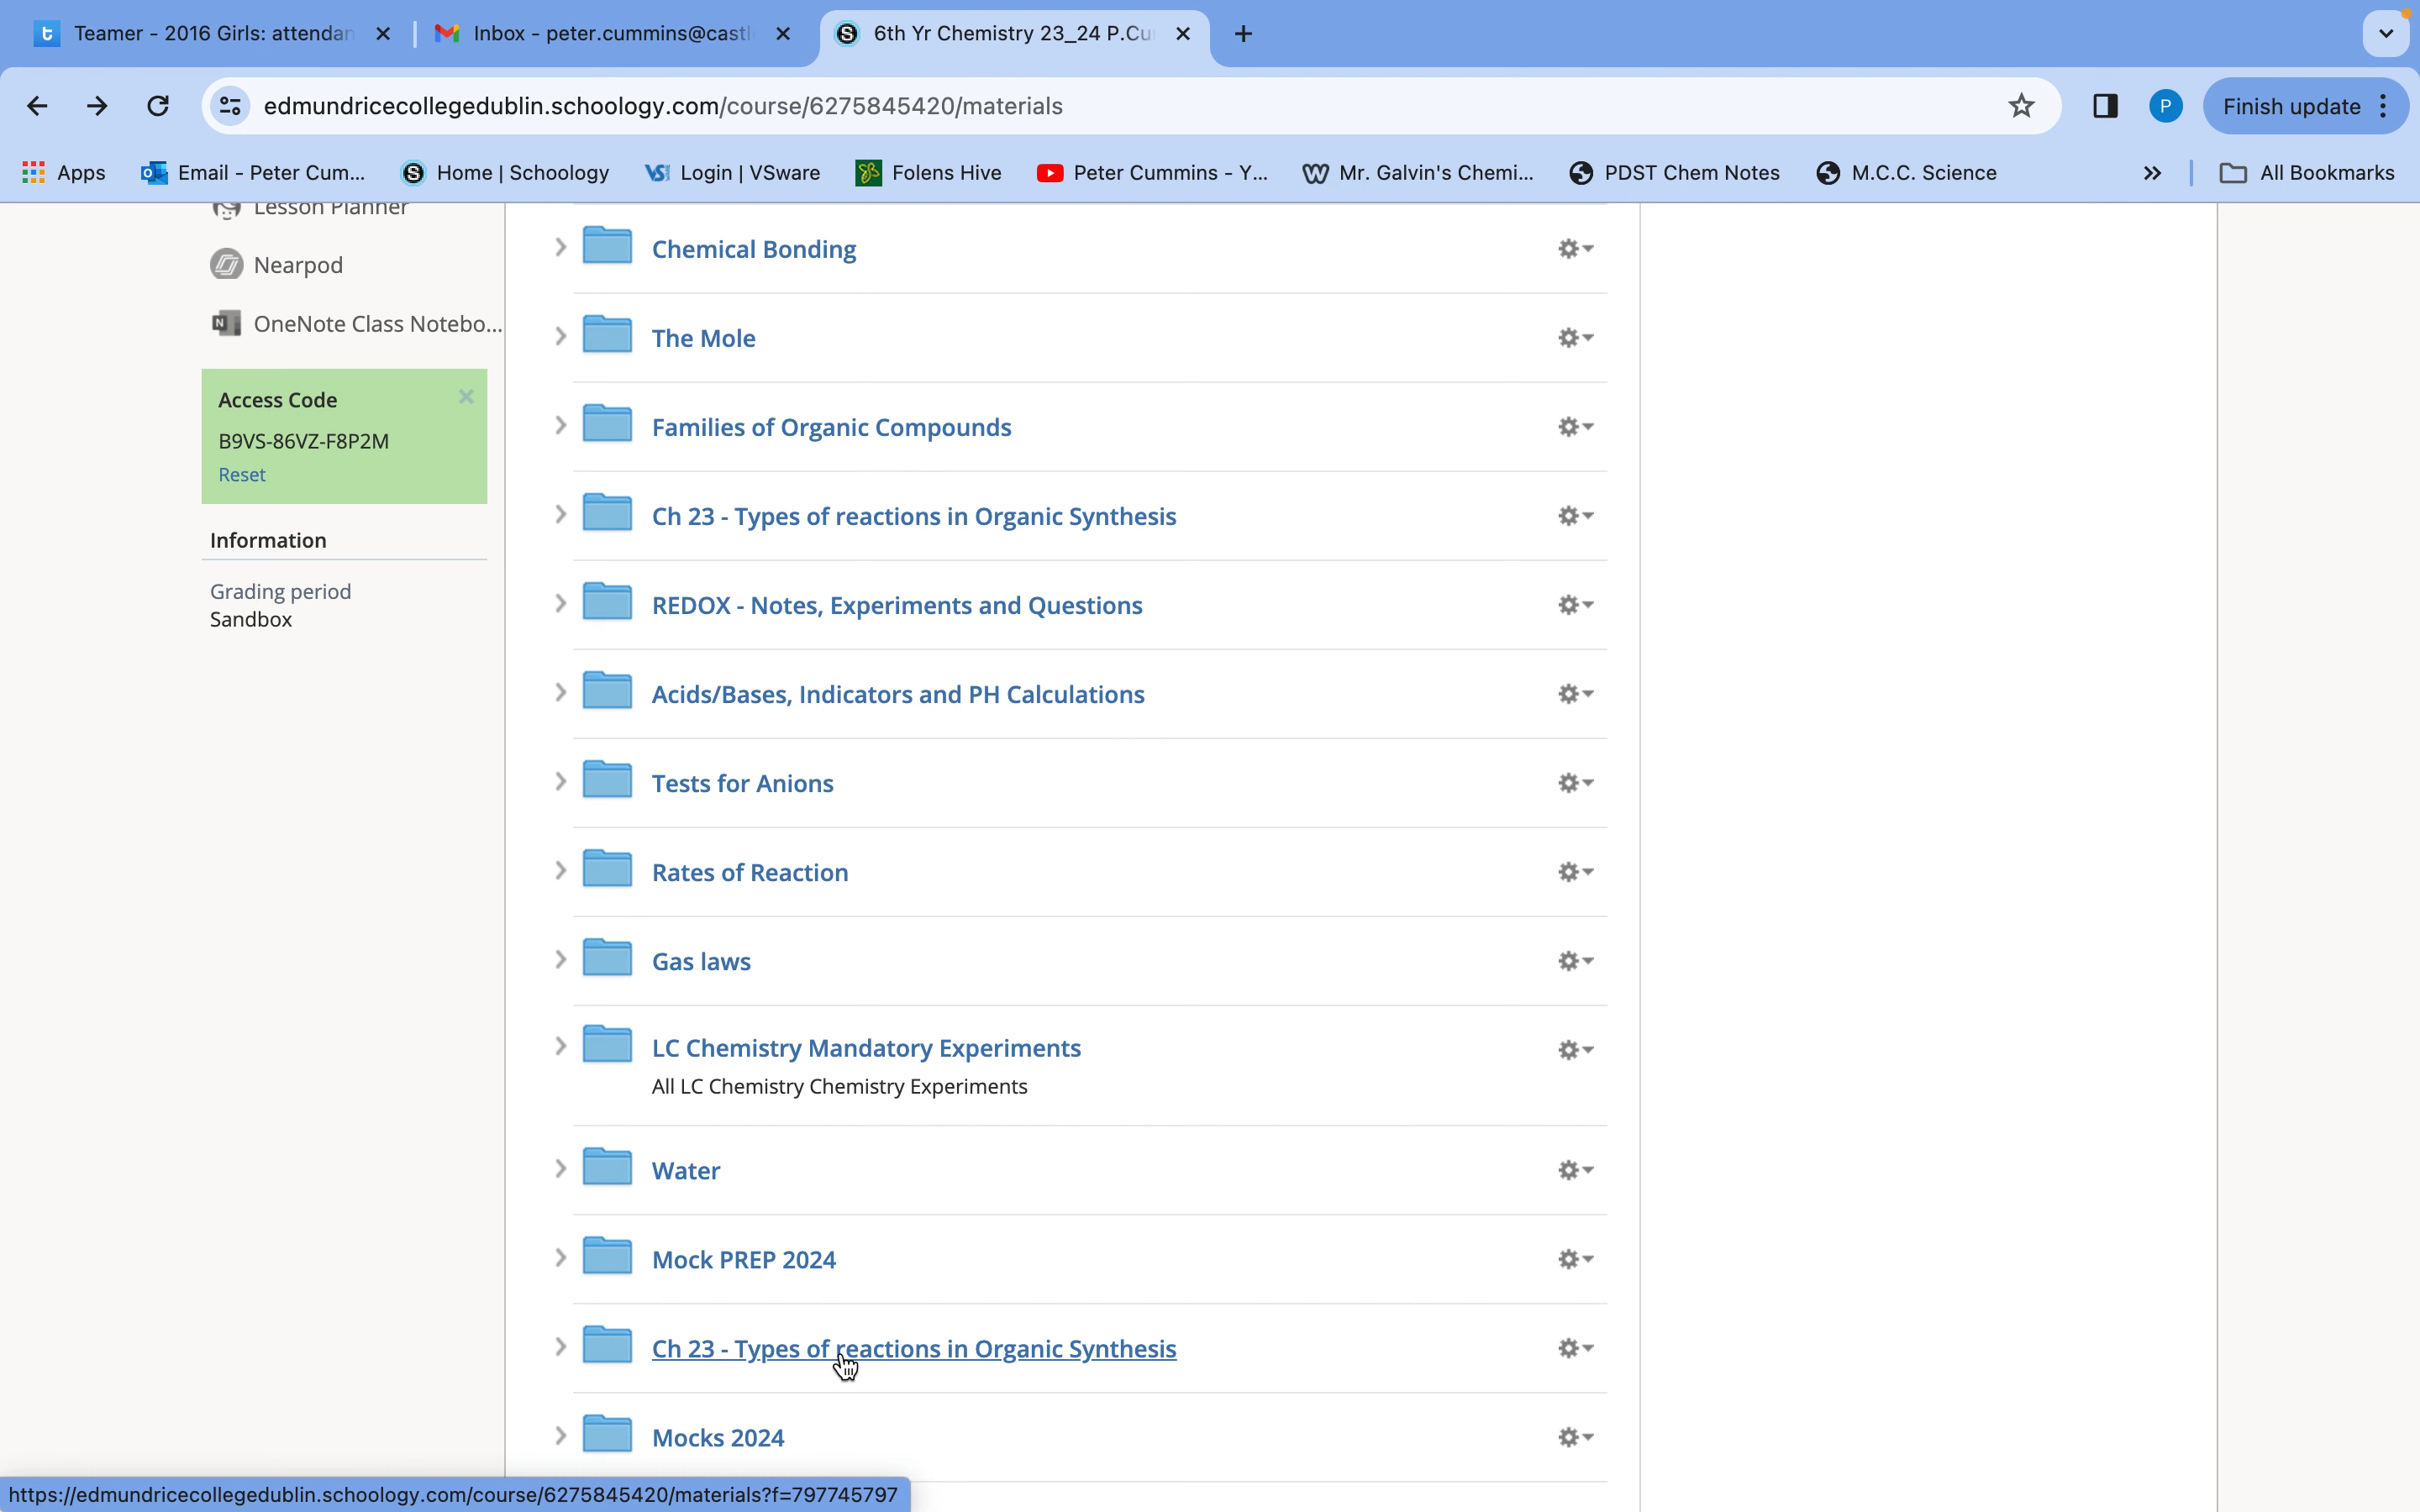 Teamer - 2016 Girls: attendan
Inbox - peter.cummins@castl
6th Yr Chemistry 23_24 P.Cu
edmundricecollegedublin.schoology.com/course/6275845420/materials
P
Finish update
Apps
Email - Peter Cum...
Home | Schoology
Login | VSware
Folens Hive
Peter Cummins - Y...
Mr. Galvin's Chemi...
PDST Chem Notes
M.C.C. Science
»
All Bookmarks
Lesson Planner
Nearpod
OneNote Class Notebo...
Access Code
B9VS-86VZ-F8P2M
Reset
Information
Grading period
Sandbox
Chemical Bonding
The Mole
Families of Organic Compounds
Ch 23 - Types of reactions in Organic Synthesis
REDOX - Notes, Experiments and Questions
Acids/Bases, Indicators and PH Calculations
Tests for Anions
Rates of Reaction
Gas laws
LC Chemistry Mandatory Experiments
All LC Chemistry Chemistry Experiments
Water
Mock PREP 2024
Ch 23 - Types of reactions in Organic Synthesis
Mocks 2024
https://edmundricecollegedublin.schoology.com/course/6275845420/materials?f=797745797